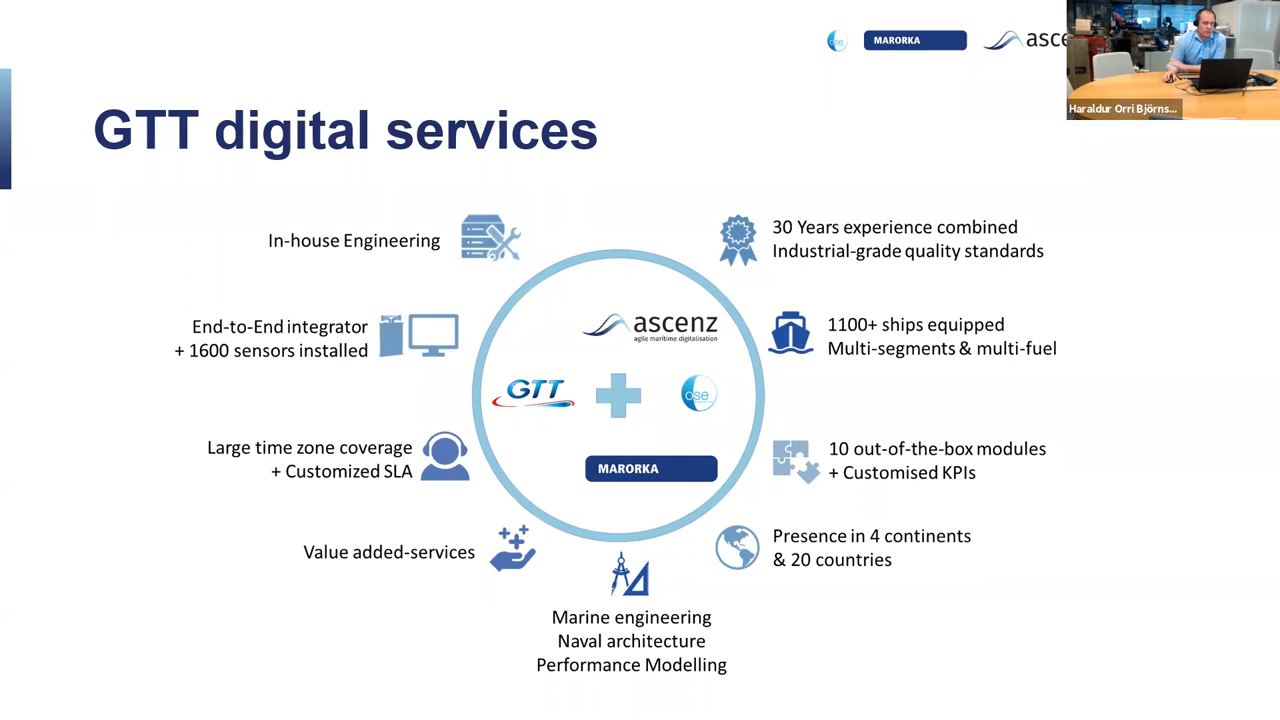 ose
MARORKA
asce
Haraldur Orri Björns...
GTT digital services
In-house Engineering
30 Years experience combined
Industrial-grade quality standards
End-to-End integrator
+ 1600 sensors installed
1100+ ships equipped
Multi-segments & multi-fuel
ascenz
agile maritime digitalisation
GTT
ose
MARORKA
Large time zone coverage
+ Customized SLA
10 out-of-the-box modules
+ Customised KPIs
Value added-services
Presence in 4 continents
& 20 countries
Marine engineering
Naval architecture
Performance Modelling